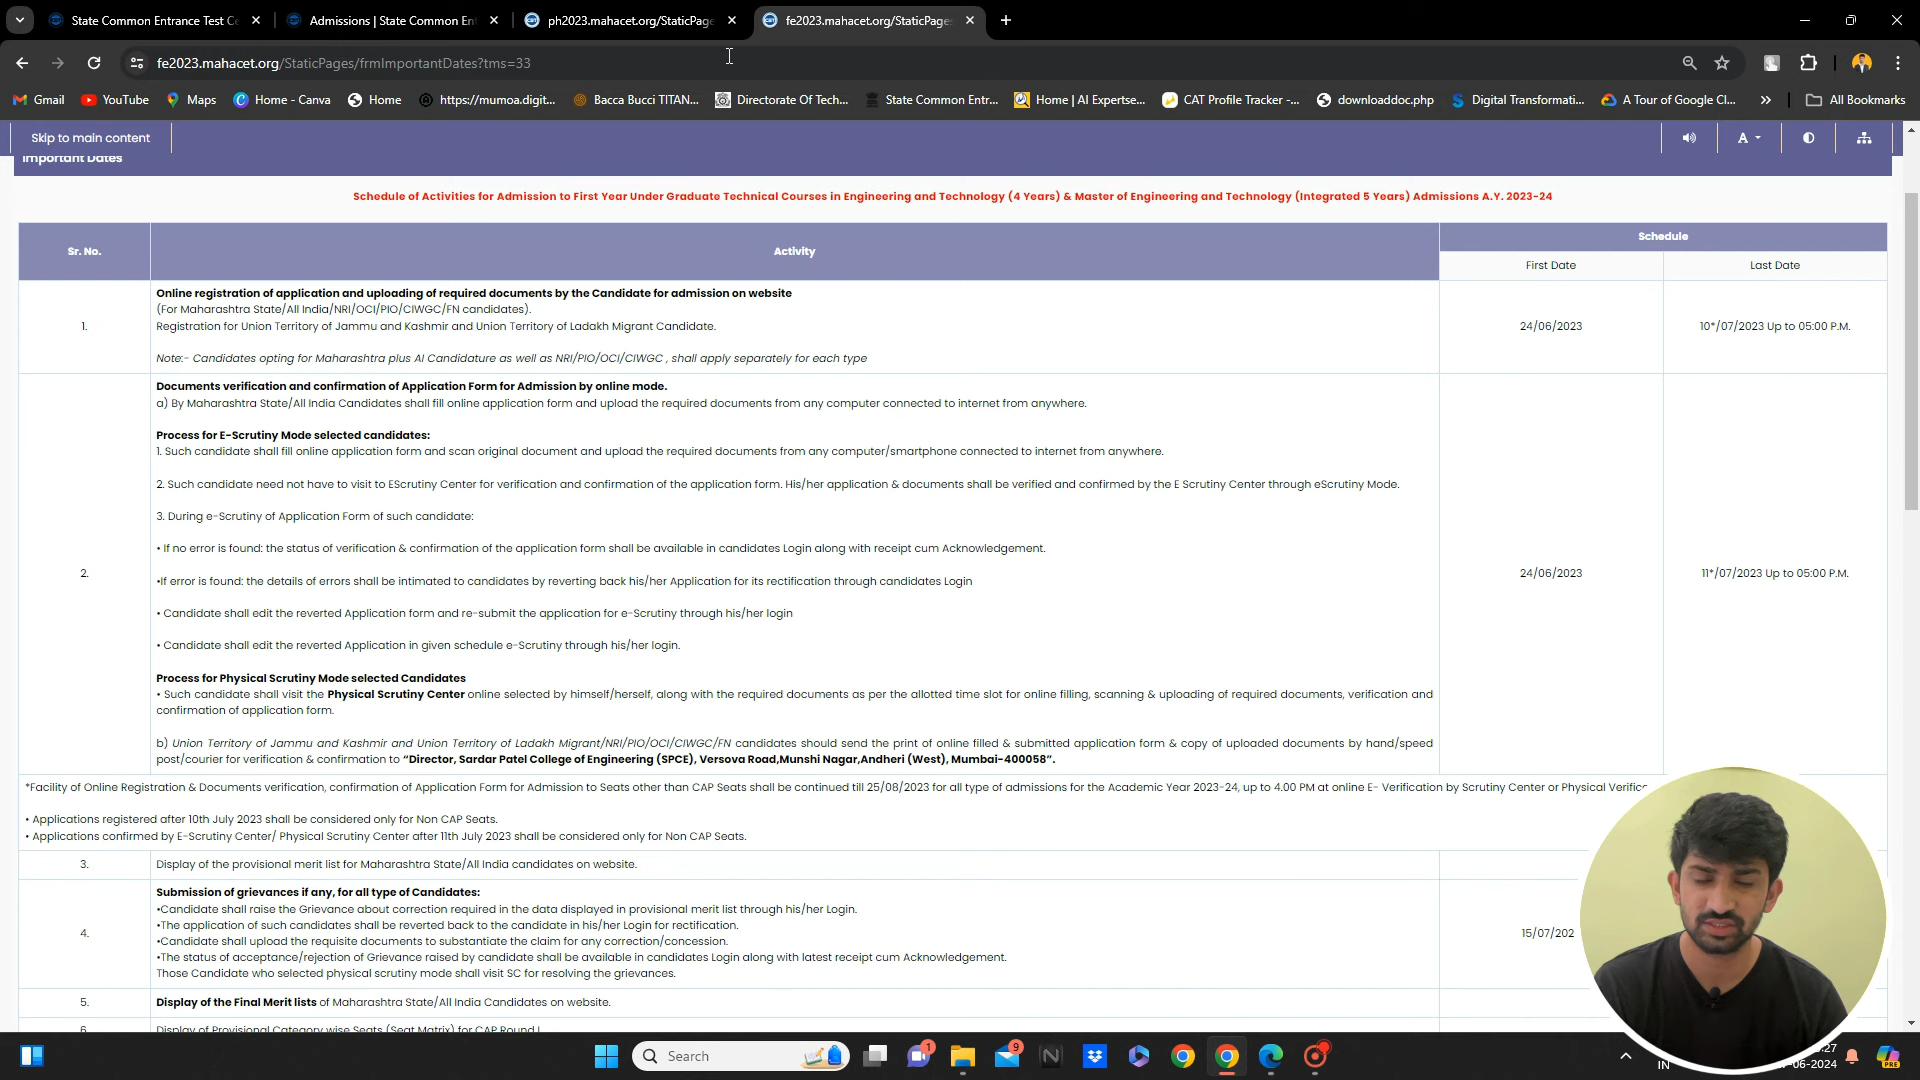 State Common Entrance Test Ce
Admissions | State Common En
ph2023.mahacet.org/StaticPage
fe2023.mahacet.org/StaticPage
fe2023.mahacet.org/StaticPages/frmImportantDates?tms=33
Gmail
YouTube
Maps
Home - Canva
Home
https://mumoa.digit...
Bacca Bucci TITAN...
Directorate Of Tech...
State Common Entr...
Home | AI Expertse...
CAT Profile Tracker -...
downloaddoc.php
Digital Transformati...
A Tour of Google Cl...
All Bookmarks
Skip to main content
A
Important Dates
Schedule of Activities for Admission to First Year Under Graduate Technical Courses in Engineering and Technology (4 Years) & Master of Engineering and Technology (Integrated 5 Years) Admissions A.Y. 2023-24
Sr. No.
Activity
Schedule
First Date
Last Date
1.
Online registration of application and uploading of required documents by the Candidate for admission on website
(For Maharashtra State/All India/NRI/OCI/PIO/CIWGC/FN candidates).
Registration for Union Territory of Jammu and Kashmir and Union Territory of Ladakh Migrant Candidate.
Note:- Candidates opting for Maharashtra plus AI Candidature as well as NRI/PIO/OCI/CIWGC , shall apply separately for each type
24/06/2023
10*/07/2023 Up to 05:00 P.M.
2.
Documents verification and confirmation of Application Form for Admission by online mode.
a) By Maharashtra State/All India Candidates shall fill online application form and upload the required documents from any computer connected to internet from anywhere.
Process for E-Scrutiny Mode selected candidates:
1. Such candidate shall fill online application form and scan original document and upload the required documents from any computer/smartphone connected to internet from anywhere.
2. Such candidate need not have to visit to EScrutiny Center for verification and confirmation of the application form. His/her application & documents shall be verified and confirmed by the E Scrutiny Center through eScrutiny Mode.
3. During e-Scrutiny of Application Form of such candidate:
• If no error is found: the status of verification & confirmation of the application form shall be available in candidates Login along with receipt cum Acknowledgement.
•If error is found: the details of errors shall be intimated to candidates by reverting back his/her Application for its rectification through candidates Login
• Candidate shall edit the reverted Application form and re-submit the application for e-Scrutiny through his/her login
• Candidate shall edit the reverted Application in given schedule e-Scrutiny through his/her login.
Process for Physical Scrutiny Mode selected Candidates
• Such candidate shall visit the Physical Scrutiny Center online selected by himself/herself, along with the required documents as per the allotted time slot for online filling, scanning & uploading of required documents, verification and
confirmation of application form.
b) Union Territory of Jammu and Kashmir and Union Territory of Ladakh Migrant/NRI/PIO/OCI/CIWGC/FN candidates should send the print of online filled & submitted application form & copy of uploaded documents by hand/speed
post/courier for verification & confirmation to “Director, Sardar Patel College of Engineering (SPCE), Versova Road,Munshi Nagar,Andheri (West), Mumbai-400058”.
24/06/2023
11*/07/2023 Up to 05:00 P.M.
*Facility of Online Registration & Documents verification, confirmation of Application Form for Admission to Seats other than CAP Seats shall be continued till 25/08/2023 for all type of admissions for the Academic Year 2023-24, up to 4.00 PM at online E- Verification by Scrutiny Center or Physical Verific
• Applications registered after 10th July 2023 shall be considered only for Non CAP Seats.
• Applications confirmed by E-Scrutiny Center/ Physical Scrutiny Center after 11th July 2023 shall be considered only for Non CAP Seats.
3.
Display of the provisional merit list for Maharashtra State/All India candidates on website.
4.
Submission of grievances if any, for all type of Candidates:
•Candidate shall raise the Grievance about correction required in the data displayed in provisional merit list through his/her Login.
•The application of such candidates shall be reverted back to the candidate in his/her Login for rectification.
•Candidate shall upload the requisite documents to substantiate the claim for any correction/concession.
•The status of acceptance/rejection of Grievance raised by candidate shall be available in candidates Login along with latest receipt cum Acknowledgement.
Those Candidate who selected physical scrutiny mode shall visit SC for resolving the grievances.
15/07/202
5.
Display of the Final Merit lists of Maharashtra State/All India Candidates on website.
6.
Display of Provisional Category wise Seats (Seat Matrix) for CAP Round I
Search
1
9
IN
:27
-06-2024
PRE